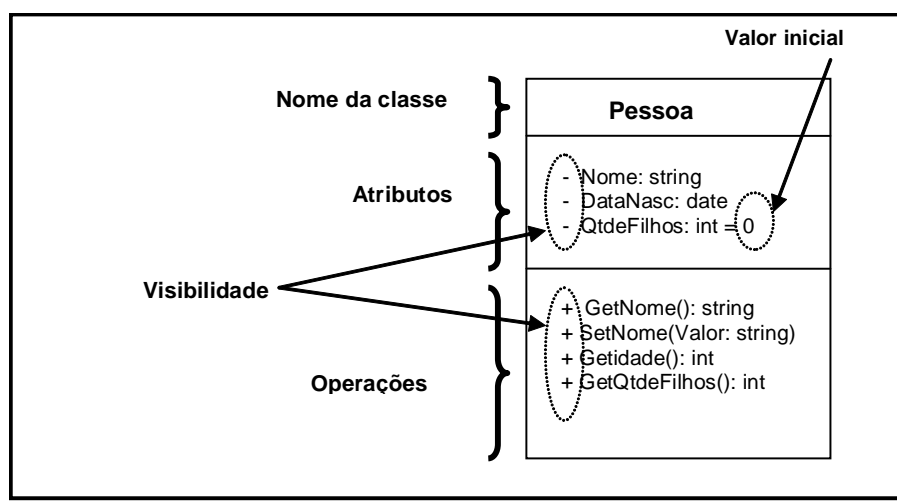 Valor inicial
Nome da classe
Pessoa
Atributos
- Nome: string
- DataNasc: date
- QtdeFilhos: int = 0
Visibilidade
Operações
+ GetNome(): string
+ SetNome(Valor: string)
+ Getidade(): int
+ GetQtdeFilhos(): int